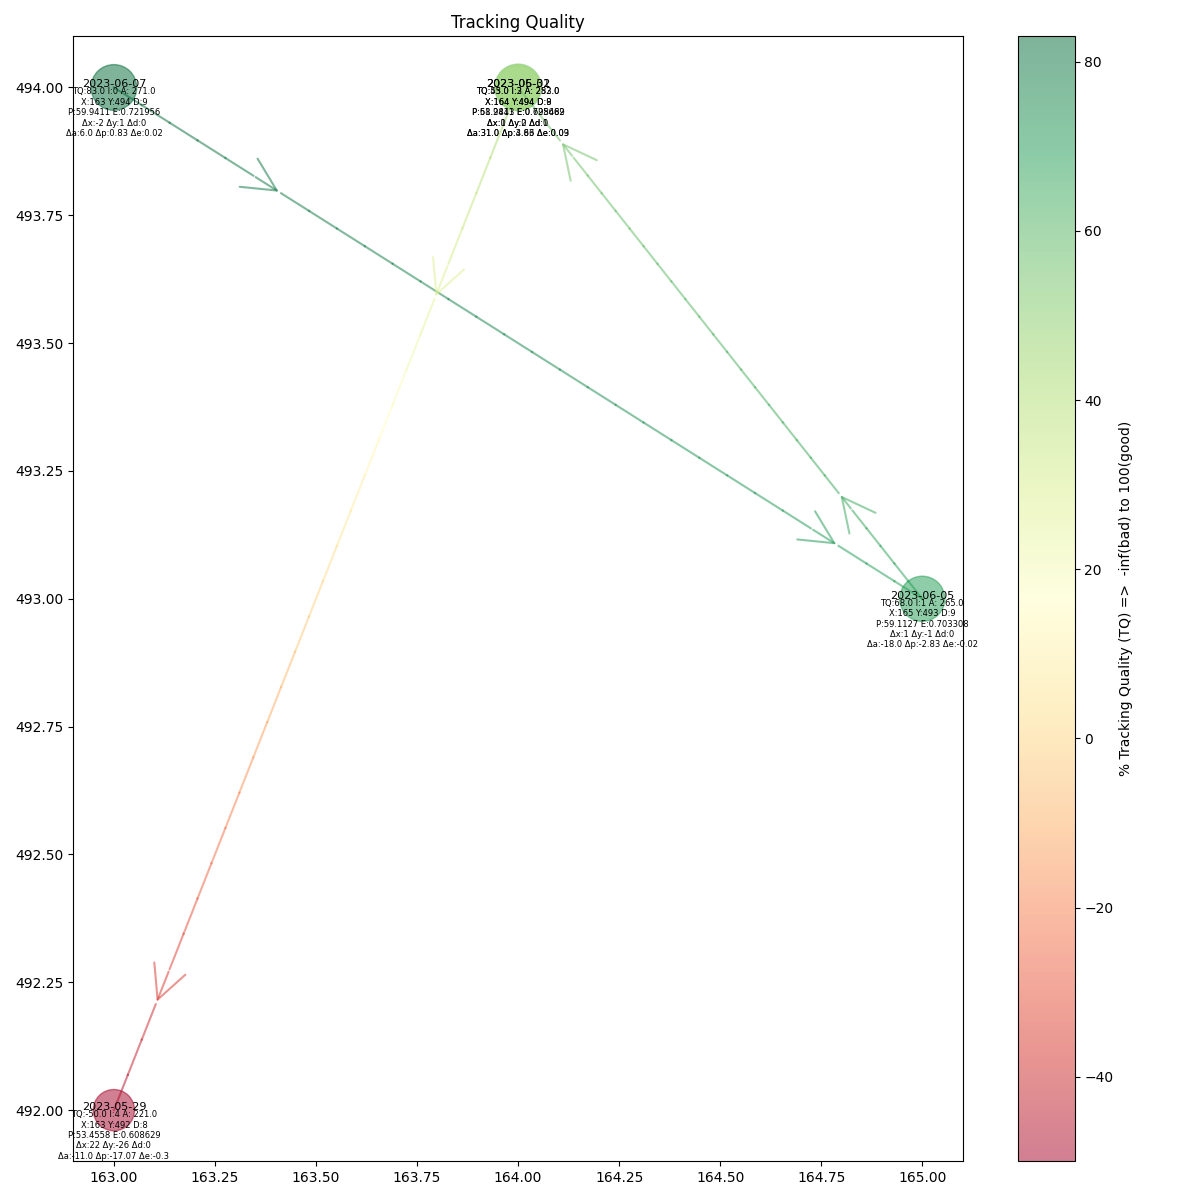 Tracking Quality
494.00
493.75
493.50
493.25
493.00
492.75
492.50
492.25
492.00
2023-06-07
TQ:83.0 I:0 A: 271.0
X:163 Y:494 D:9
P:59.9411 E:0.721956
Δx:-2 Δy:1 Δd:0
Δa:6.0 Δp:0.83 Δe:0.02
X:164 Y:494
2023-06-05
TQ:68.0 I:1 A: 265.0
X:165 Y:493 D:9
P:59.1127 E:0.703308
Δx:1 Δy:-1 Δd:0
Δa:-18.0 Δp:-2.83 Δe:-0.02
2023-05-29
TQ:-50.0 I:4 A: 221.0
X:163 Y:492 D:8
P:53.4558 E:0.608629
Δx:22 Δy:-26 Δd:0
Δa:-11.0 Δp:-17.07 Δe:-0.3
163.00 163.25 163.50 163.75 164.00 164.25 164.50 164.75 165.00
80
60
40
20
0
−20
−40
% Tracking Quality (TQ) => -inf(bad) to 100(good)